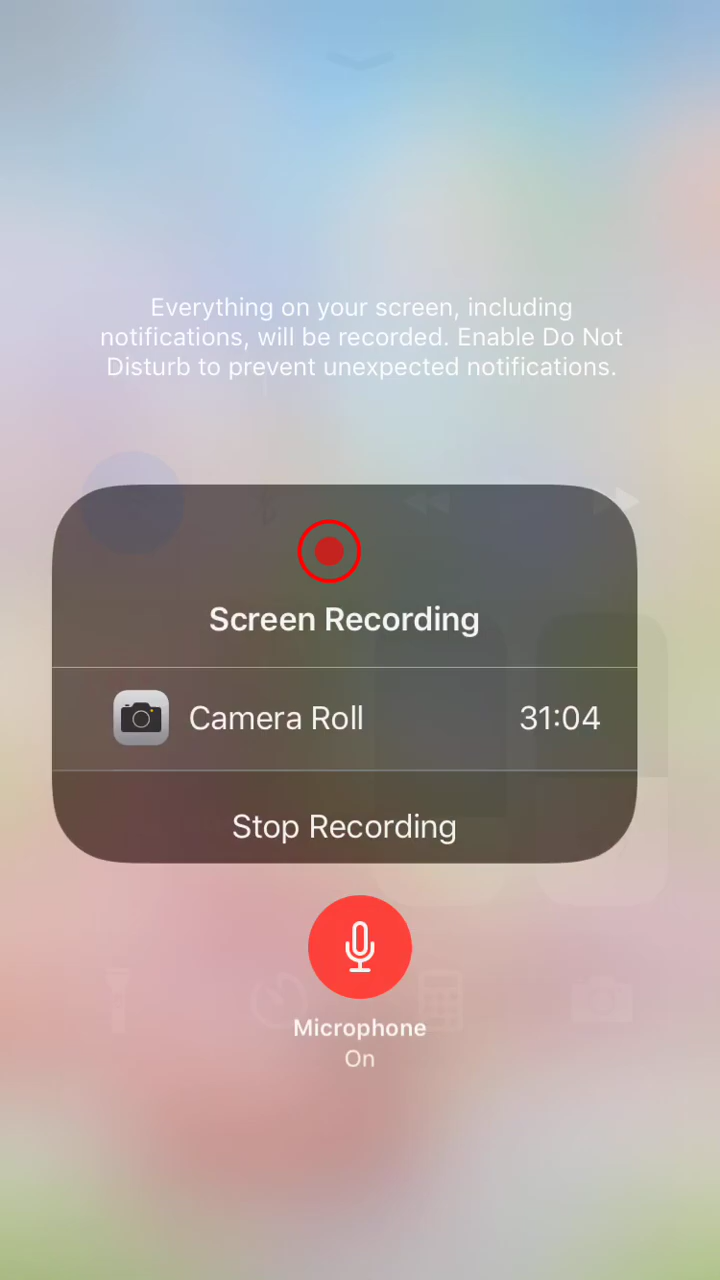 Everything on your screen, including
notifications, will be recorded. Enable Do Not
Disturb to prevent unexpected notifications.
Screen Recording
Camera Roll 31:04
Stop Recording
Microphone
On